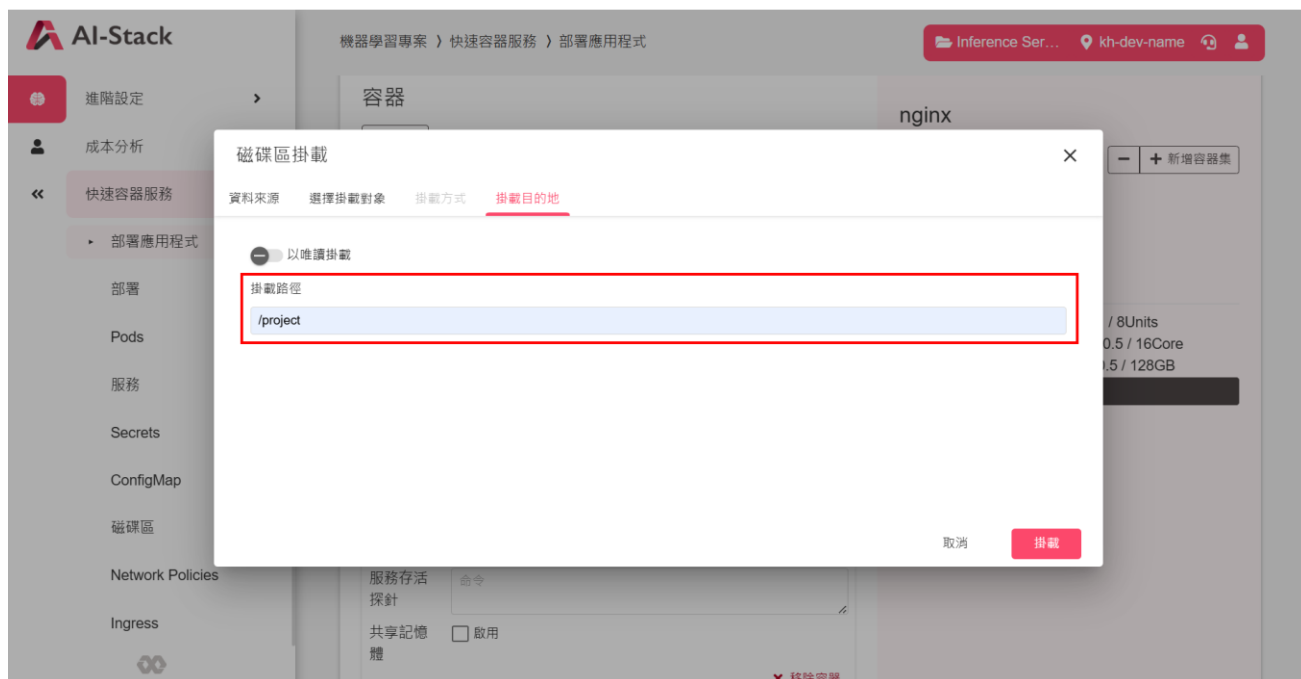 AI-Stack
機器學習專案 》 快速容器服務 》 部署應用程式
Inference Ser...
kh-dev-name
進階設定
成本分析
快速容器服務
部署應用程式
部署
Pods
服務
Secrets
ConfigMap
磁碟區
Network Policies
Ingress
容器
nginx
新增容器集
磁碟區掛載
資料來源 選擇掛載對象 掛載方式 掛載目的地
以唯讀掛載
掛載路徑
/project
/ 8Units
0.5 / 16Core
.5 / 128GB
取消 掛載
服務存活
探針
命令
共享記憶
體
啟用
移除容器